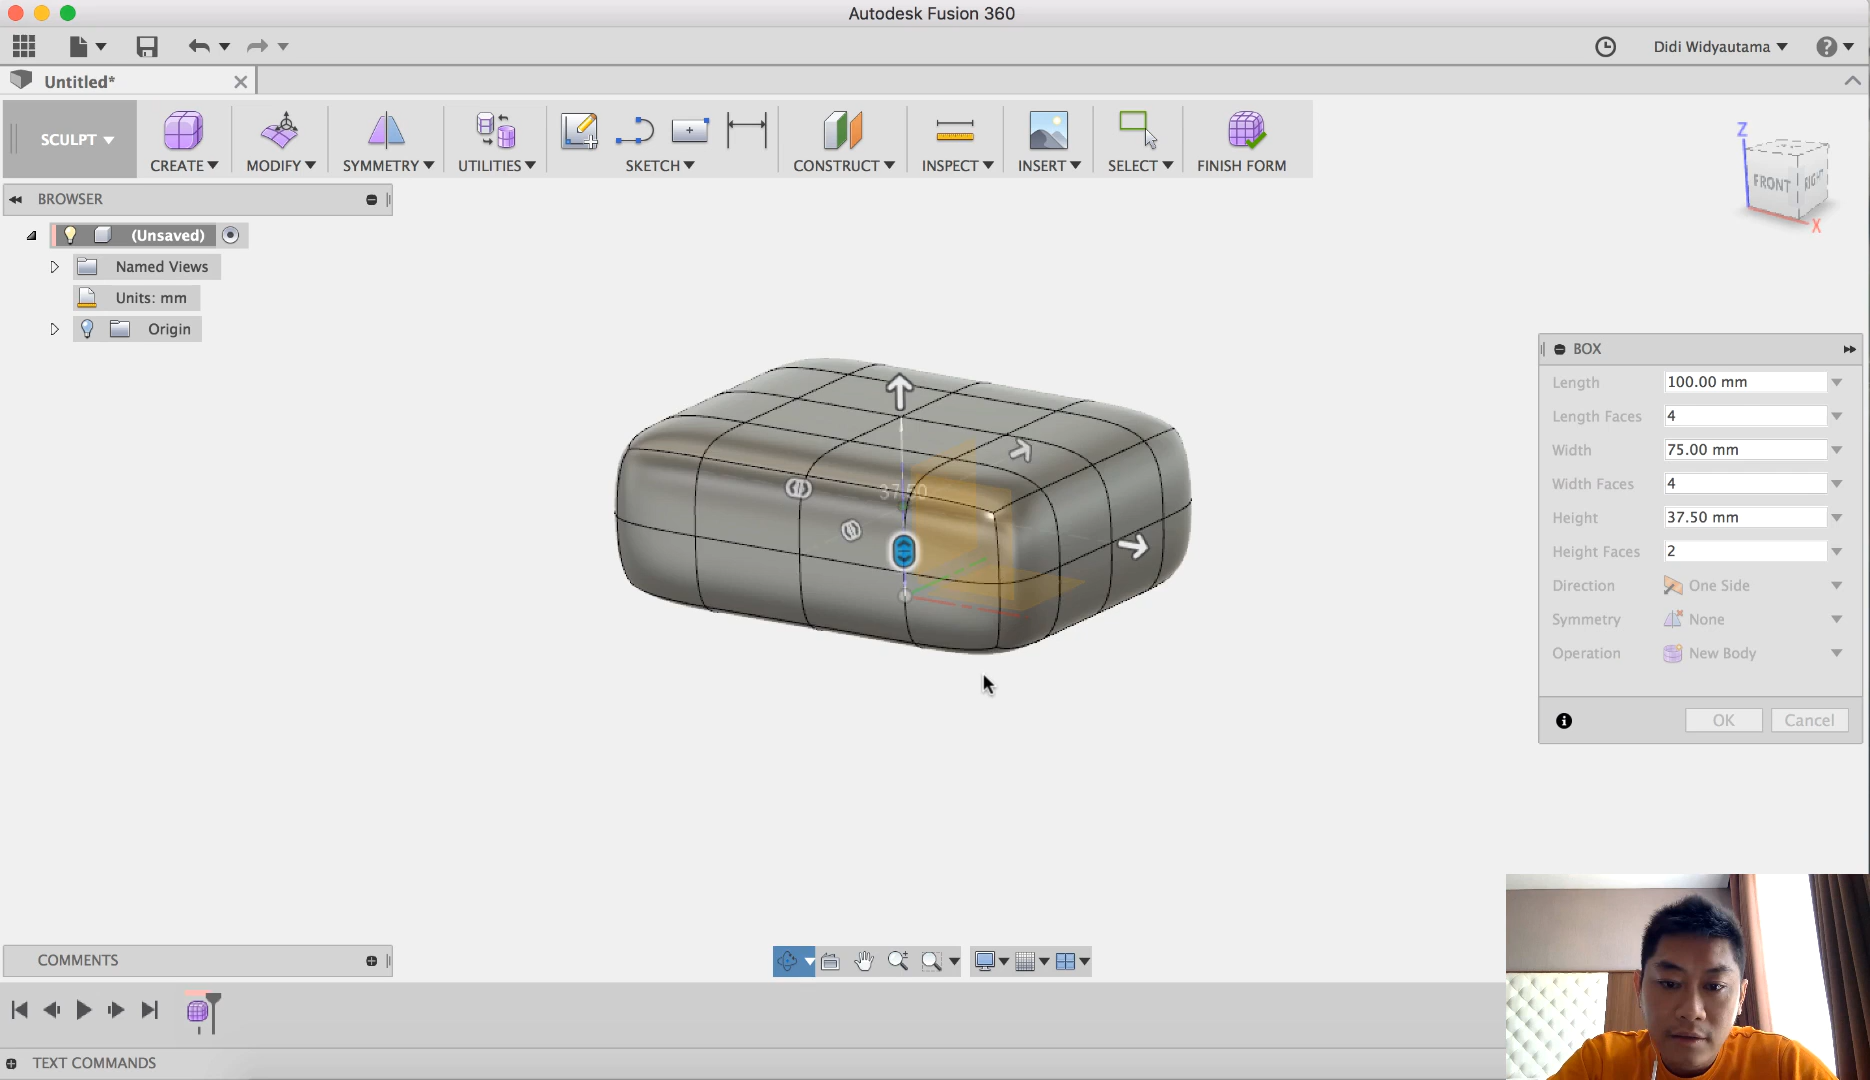 Autodesk Fusion 360
Didi Widyautama
?
Untitled*
SCULPT
CREATE
MODIFY
SYMMETRY
UTILITIES
SKETCH
CONSTRUCT
INSPECT
INSERT
SELECT
FINISH FORM
Z
FRONT
RIGHT
X
BROWSER
(Unsaved)
Named Views
Units: mm
Origin
37.50
BOX
Length 100.00 mm
Length Faces 4
Width 75.00 mm
Width Faces 4
Height 37.50 mm
Height Faces 2
Direction One Side
Symmetry None
Operation New Body
OK Cancel
COMMENTS
TEXT COMMANDS